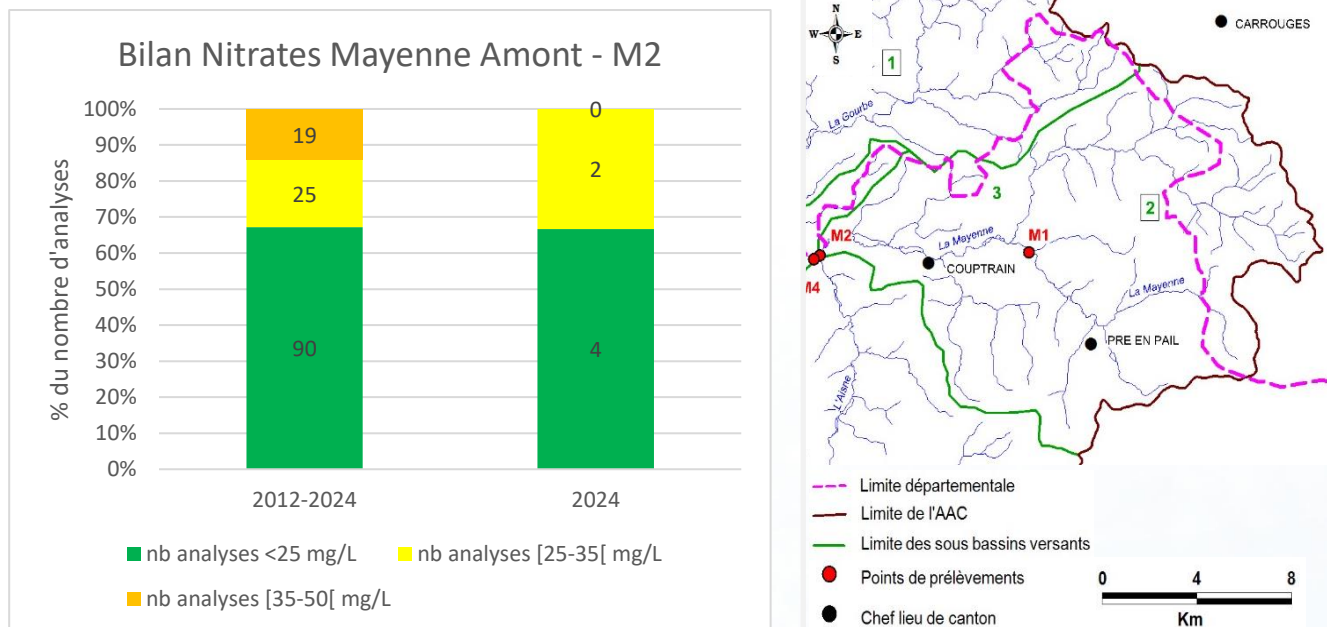 Bilan Nitrates Mayenne Amont - M2
% du nombre d'analyses
100%
90%
80%
70%
60%
50%
40%
30%
20%
10%
0%
19
25
90
0
2
4
2012-2024
2024
nb analyses <25 mg/L
nb analyses [25-35[ mg/L
nb analyses [35-50[ mg/L
N
W E
S
CARROUGES
1
La Gourbe
3
2
M2
La Mayenne
M1
COUPTRAIN
M4
La Mayenne
PRE EN PAIL
L'Aisne
Limite départementale
Limite de l'AAC
Limite des sous bassins versants
Points de prélèvements
Chef lieu de canton
0 4 8
Km